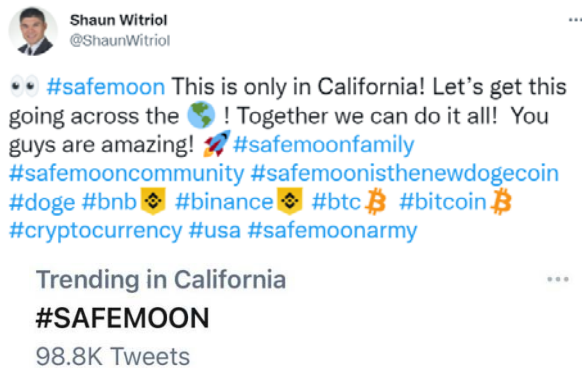 Shaun Witriol
@ShaunWitriol
👀 #safemoon This is only in California! Let's get this
going across the 🌎 ! Together we can do it all!  You
guys are amazing! 🚀 #safemoonfamily
#safemooncommunity #safemoonisthenewdogecoin
#doge #bnb #binance #btc #bitcoin
#cryptocurrency #usa #safemoonarmy
Trending in California
#SAFEMOON
98.8K Tweets